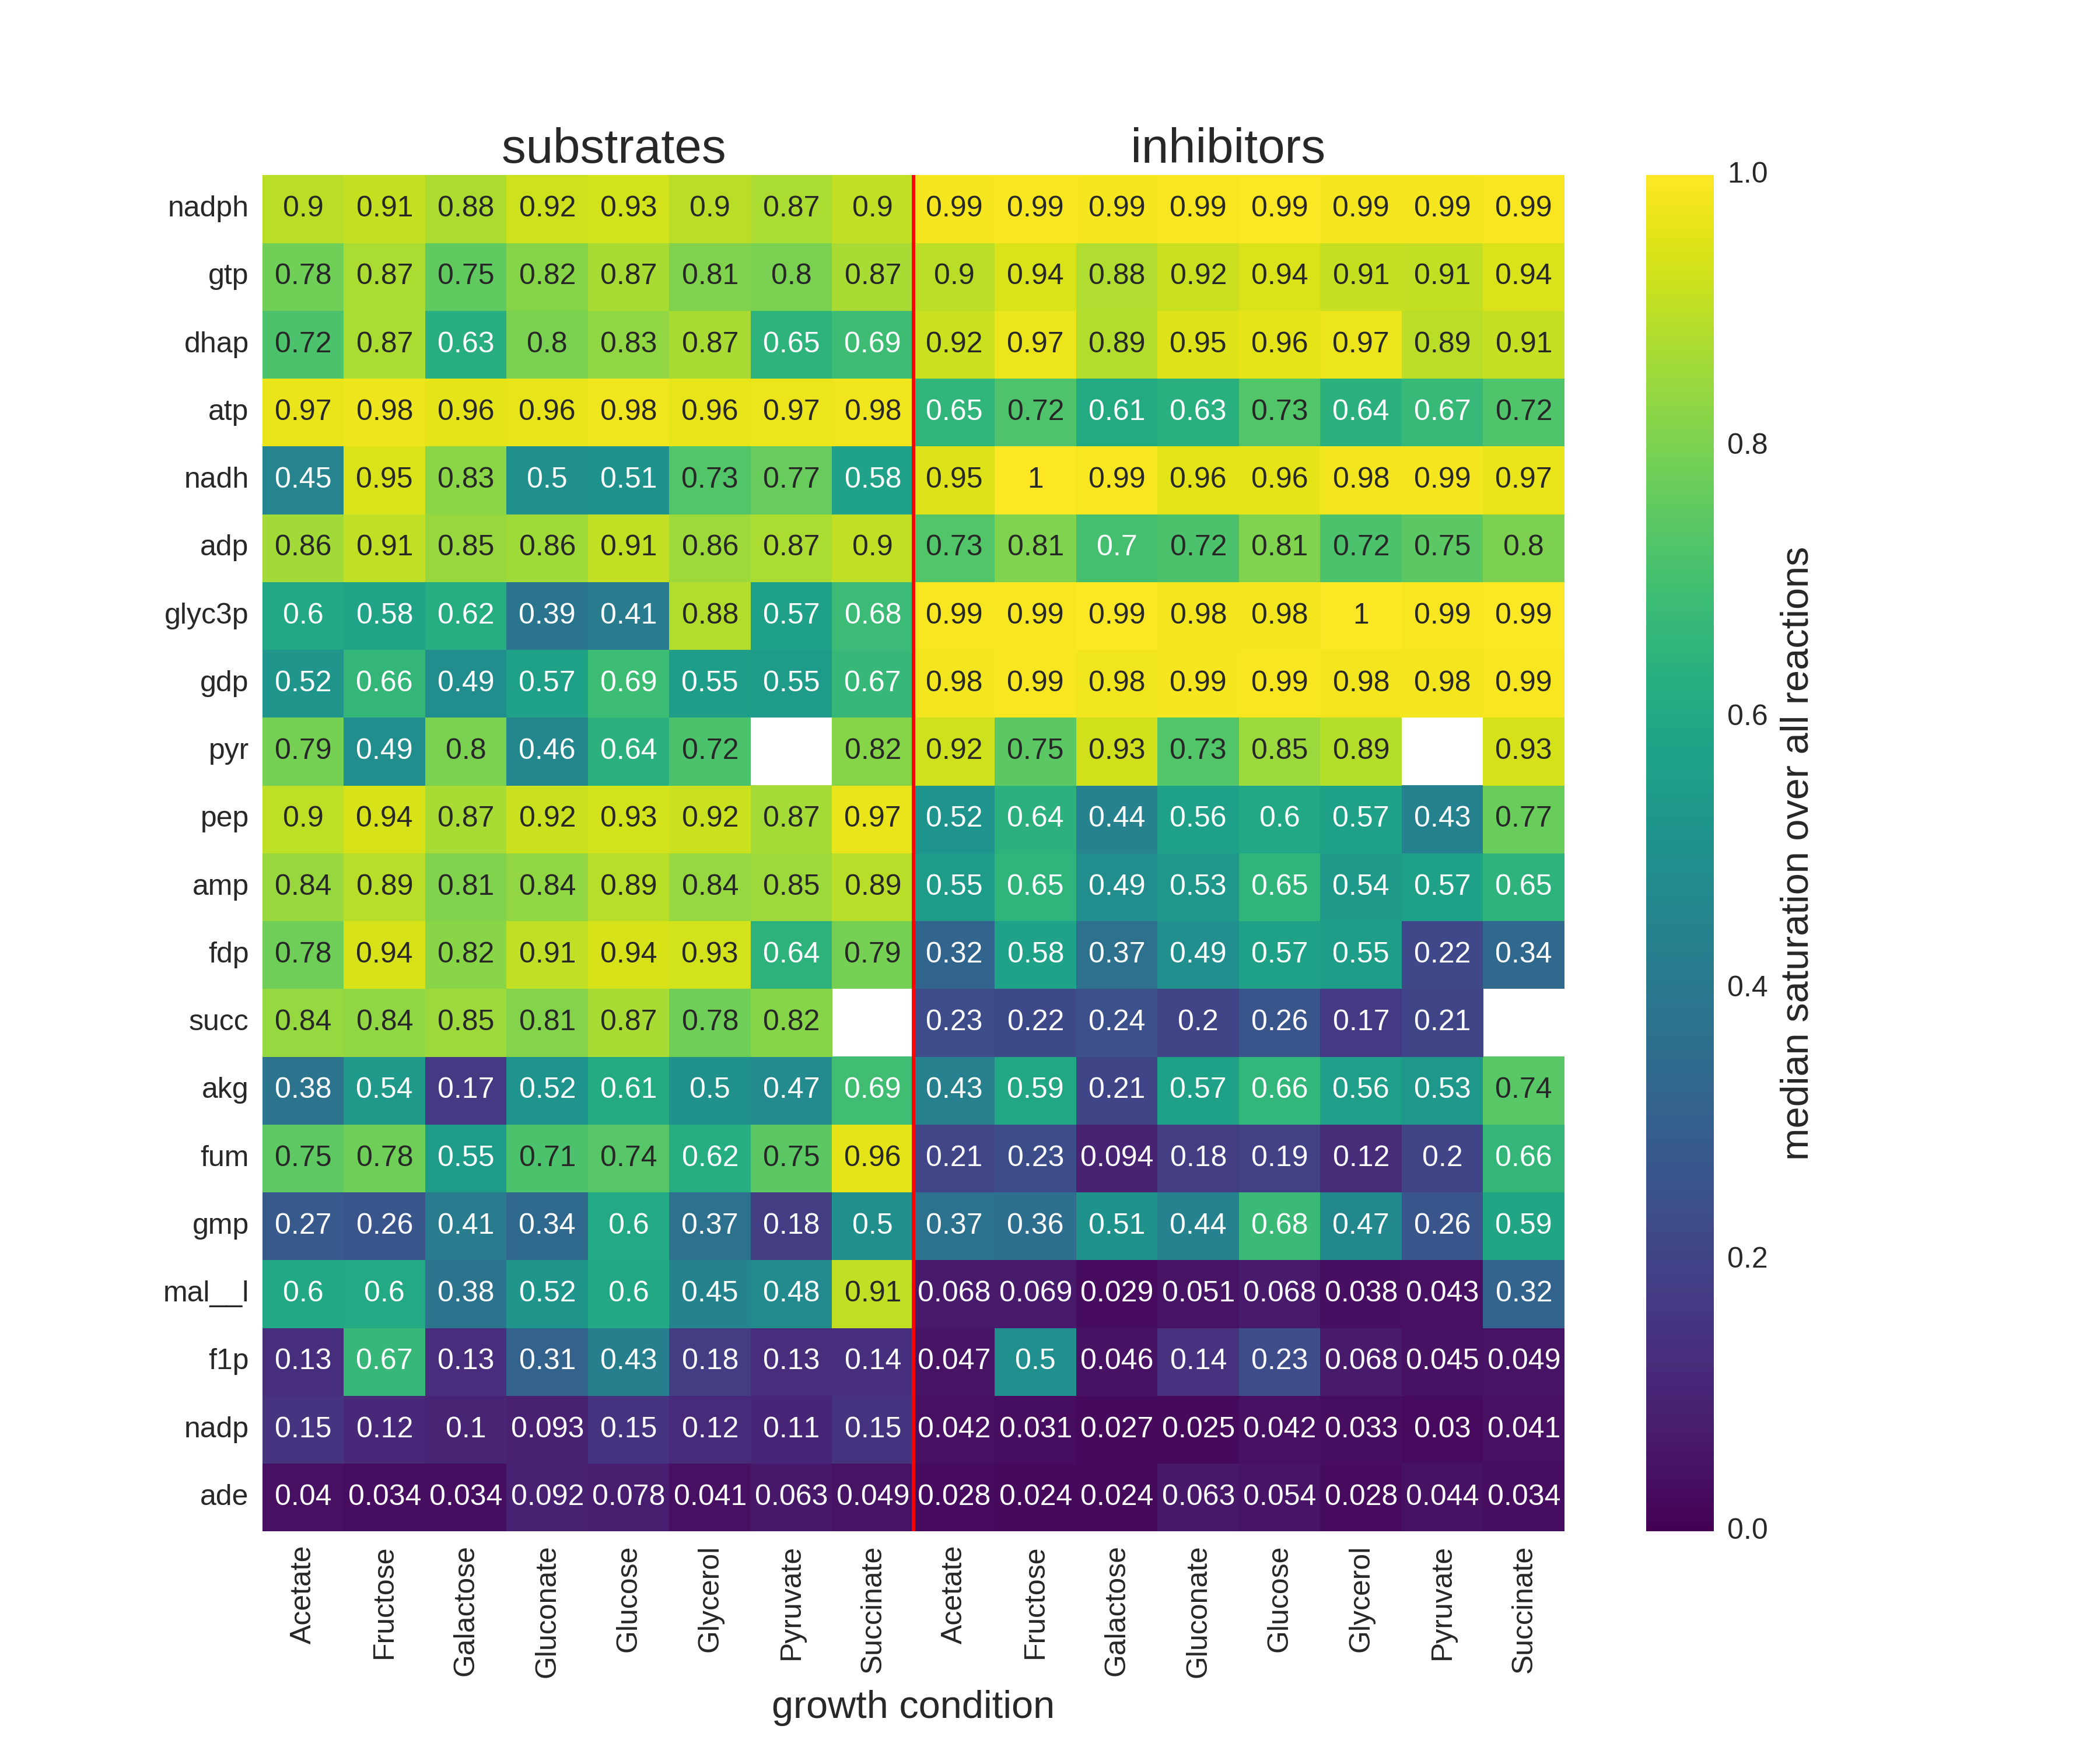 substrates inhibitors
nadph 0.9 0.91 0.88 0.92 0.93 0.9 0.87 0.9 0.99 0.99 0.99 0.99 0.99 0.99 0.99 0.99
gtp 0.78 0.87 0.75 0.82 0.87 0.81 0.8 0.87 0.9 0.94 0.88 0.92 0.94 0.91 0.91 0.94
dhap 0.72 0.87 0.63 0.8 0.83 0.87 0.65 0.69 0.92 0.97 0.89 0.95 0.96 0.97 0.89 0.91
atp 0.97 0.98 0.96 0.96 0.98 0.96 0.97 0.98 0.65 0.72 0.61 0.63 0.73 0.64 0.67 0.72
nadh 0.45 0.95 0.83 0.5 0.51 0.73 0.77 0.58 0.95 1 0.99 0.96 0.96 0.98 0.99 0.97
adp 0.86 0.91 0.85 0.86 0.91 0.86 0.87 0.9 0.73 0.81 0.7 0.72 0.81 0.72 0.75 0.8
glyc3p 0.6 0.58 0.62 0.39 0.41 0.88 0.57 0.68 0.99 0.99 0.99 0.98 0.98 1 0.99 0.99
gdp 0.52 0.66 0.49 0.57 0.69 0.55 0.55 0.67 0.98 0.99 0.98 0.99 0.99 0.98 0.98 0.99
pyr 0.79 0.49 0.8 0.46 0.64 0.72 0.82 0.92 0.75 0.93 0.73 0.85 0.89 0.93
pep 0.9 0.94 0.87 0.92 0.93 0.92 0.87 0.97 0.52 0.64 0.44 0.56 0.6 0.57 0.43 0.77
amp 0.84 0.89 0.81 0.84 0.89 0.84 0.85 0.89 0.55 0.65 0.49 0.53 0.65 0.54 0.57 0.65
fdp 0.78 0.94 0.82 0.91 0.94 0.93 0.64 0.79 0.32 0.58 0.37 0.49 0.57 0.55 0.22 0.34
succ 0.84 0.84 0.85 0.81 0.87 0.78 0.82 0.23 0.22 0.24 0.2 0.26 0.17 0.21
akg 0.38 0.54 0.17 0.52 0.61 0.5 0.47 0.69 0.43 0.59 0.21 0.57 0.66 0.56 0.53 0.74
fum 0.75 0.78 0.55 0.71 0.74 0.62 0.75 0.96 0.21 0.23 0.094 0.18 0.19 0.12 0.2 0.66
gmp 0.27 0.26 0.41 0.34 0.6 0.37 0.18 0.5 0.37 0.36 0.51 0.44 0.68 0.47 0.26 0.59
mal__l 0.6 0.6 0.38 0.52 0.6 0.45 0.48 0.91 0.068 0.069 0.029 0.051 0.068 0.038 0.043 0.32
f1p 0.13 0.67 0.13 0.31 0.43 0.18 0.13 0.14 0.047 0.5 0.046 0.14 0.23 0.068 0.045 0.049
nadp 0.15 0.12 0.1 0.093 0.15 0.12 0.11 0.15 0.042 0.031 0.027 0.025 0.042 0.033 0.03 0.041
ade 0.04 0.034 0.034 0.092 0.078 0.041 0.063 0.049 0.028 0.024 0.024 0.063 0.054 0.028 0.044 0.034
Acetate Fructose Galactose Gluconate Glucose Glycerol Pyruvate Succinate Acetate Fructose Galactose Gluconate Glucose Glycerol Pyruvate Succinate
growth condition
1.0
0.8
0.6
0.4
0.2
0.0
median saturation over all reactions